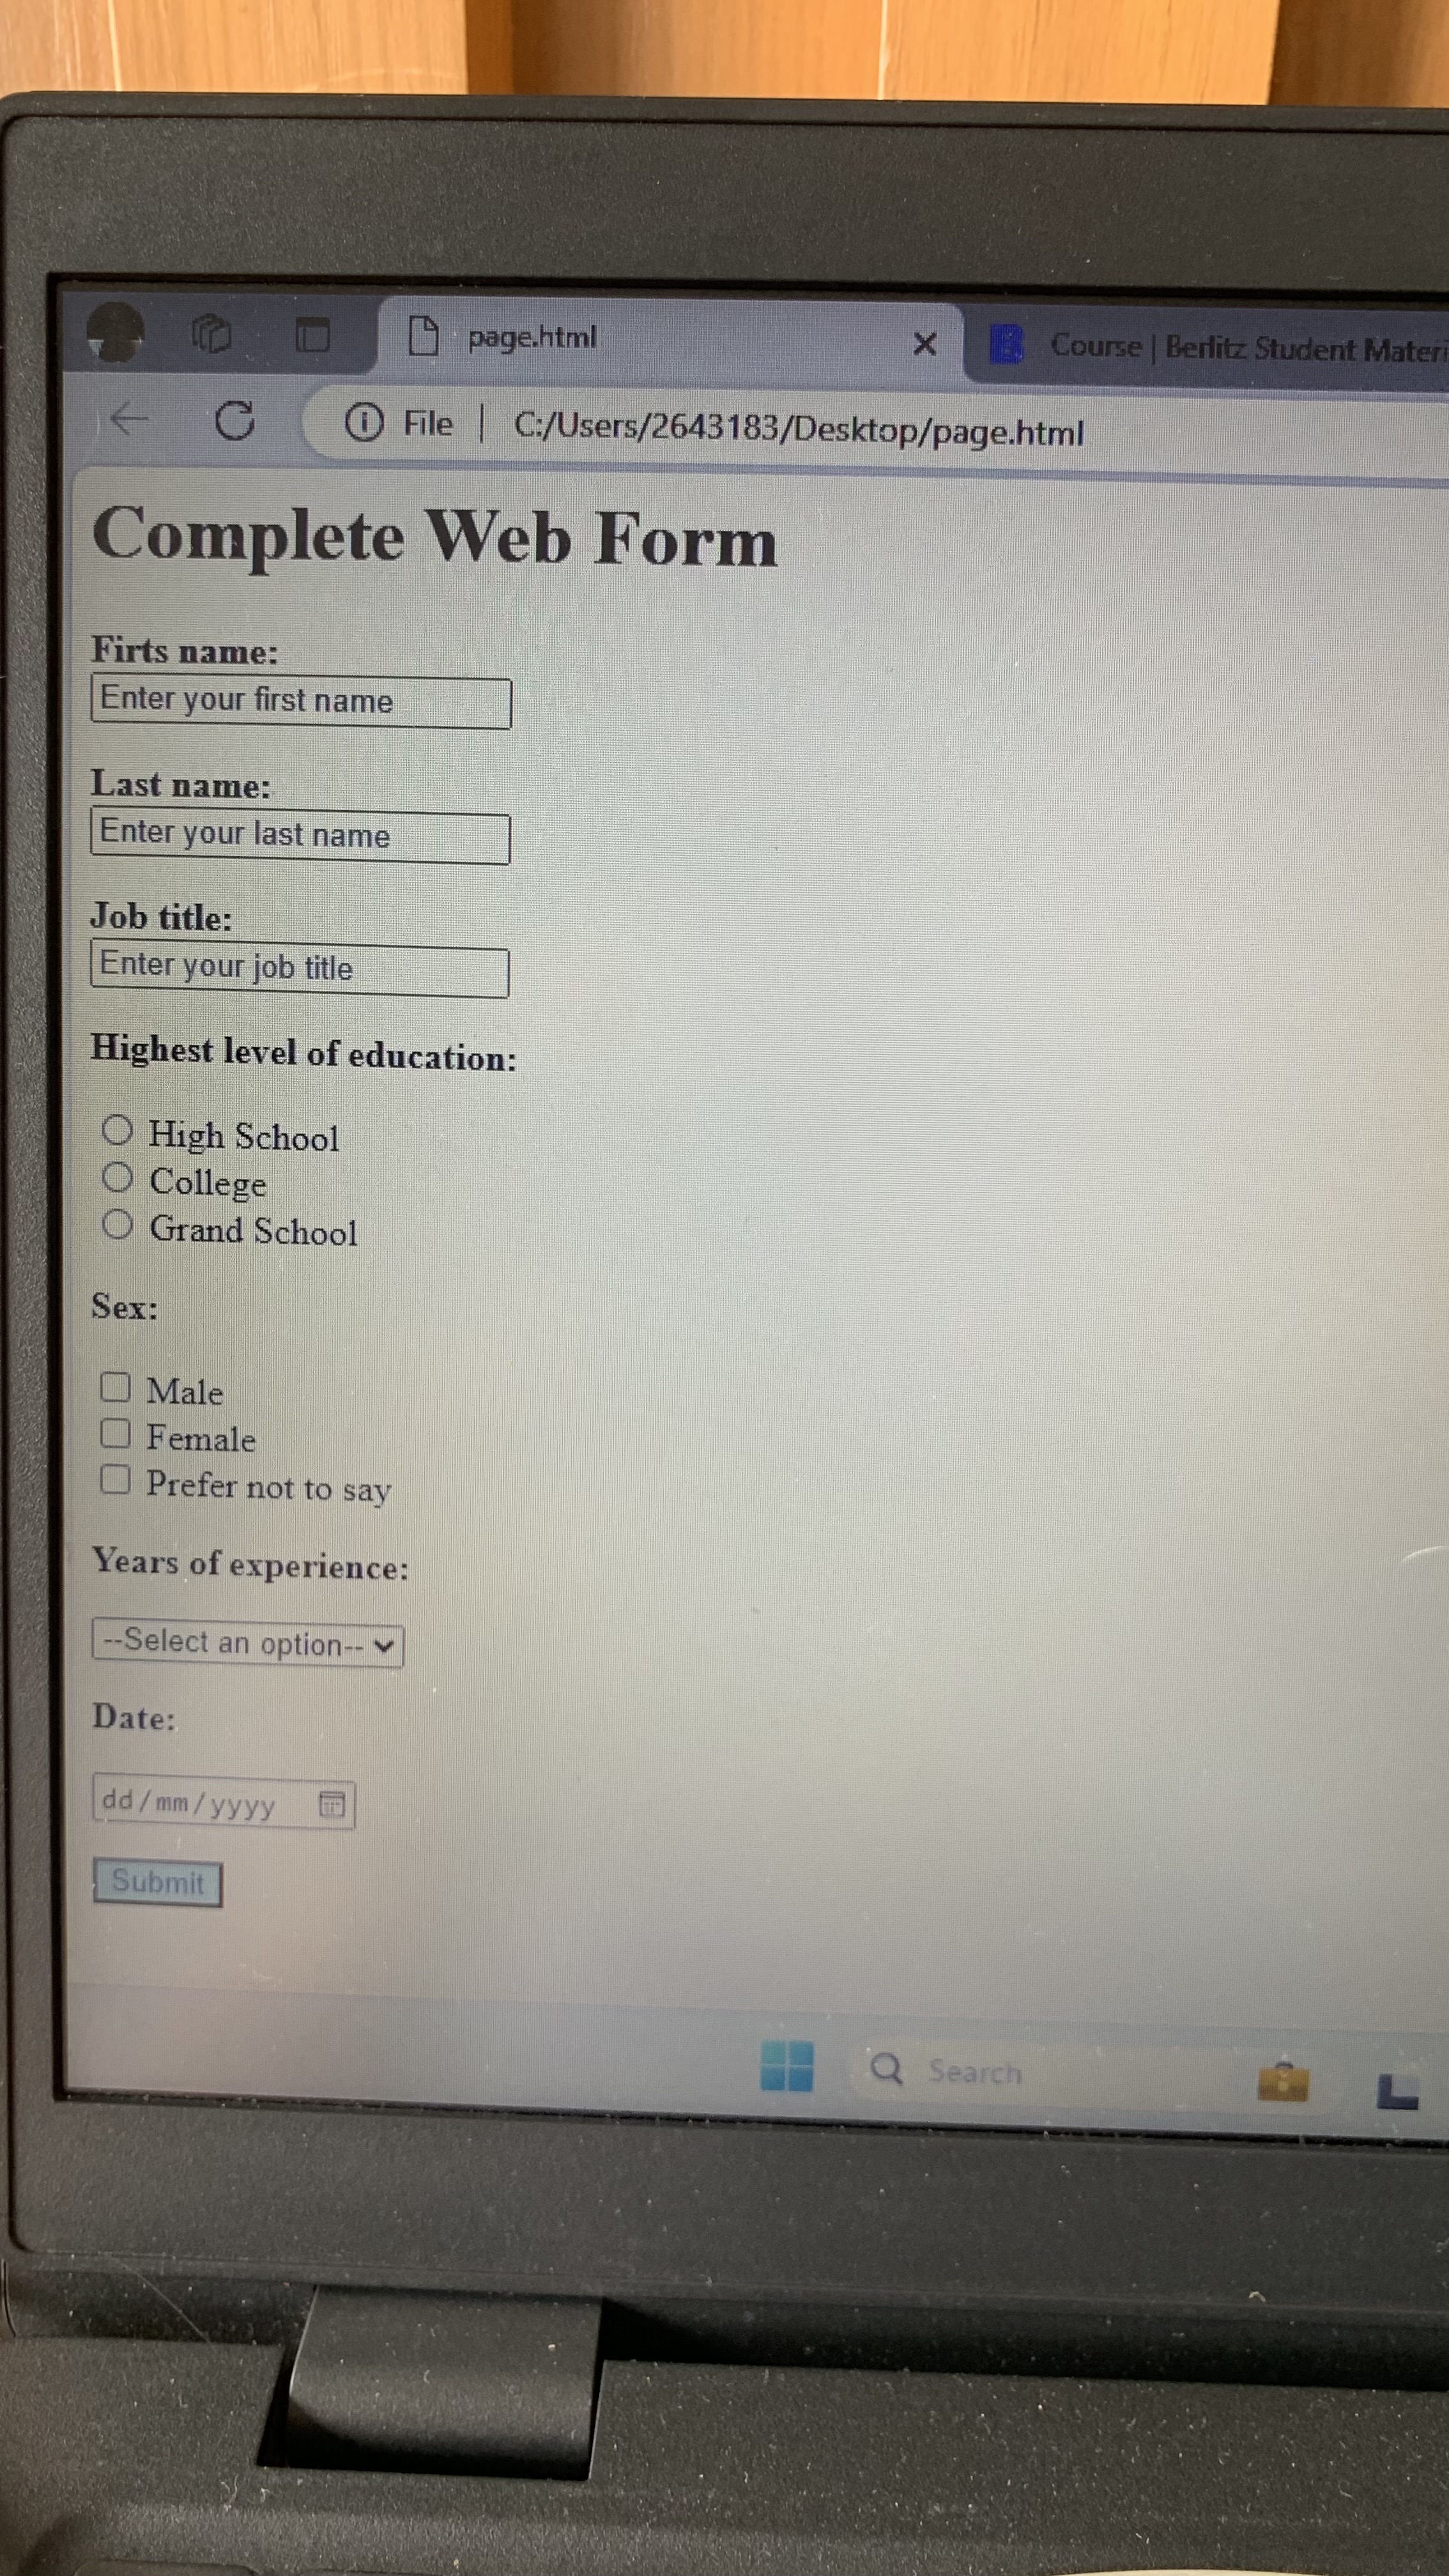 page.html
Course | Berlitz Student Materi
File | C:/Users/2643183/Desktop/page.html
Complete Web Form
Firts name:
Enter your first name
Last name:
Enter your last name
Job title:
Enter your job title
Highest level of education:
High School
College
Grand School
Sex:
Male
Female
Prefer not to say
Years of experience:
--Select an option--
Date:
dd/mm/yyyy
Submit
Search